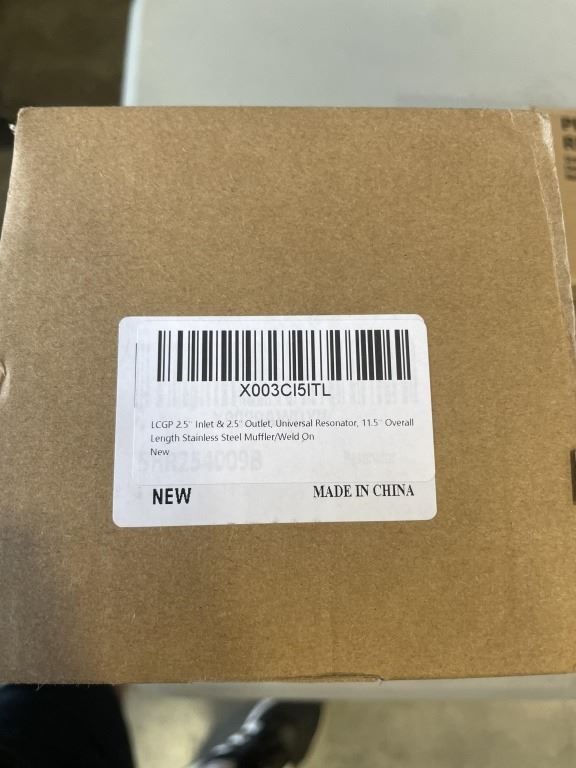 X003CI5ITL
LCGP 2.5" Inlet & 2.5" Outlet, Universal Resonator, 11.5" Overall
Length Stainless Steel Muffler/Weld On
New
NEW MADE IN CHINA